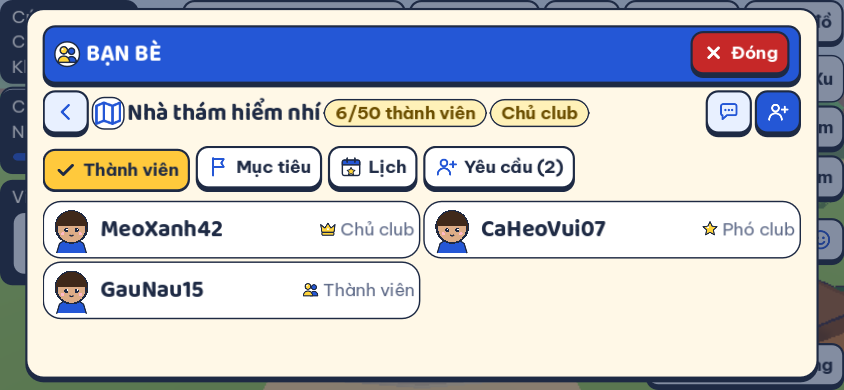 BẠN BÈ
Đóng
Nhà thám hiểm nhí 6/50 thành viên Chủ club
Thành viên Mục tiêu Lịch Yêu cầu (2)
MeoXanh42 Chủ club
CaHeoVui07 Phó club
GauNau15 Thành viên